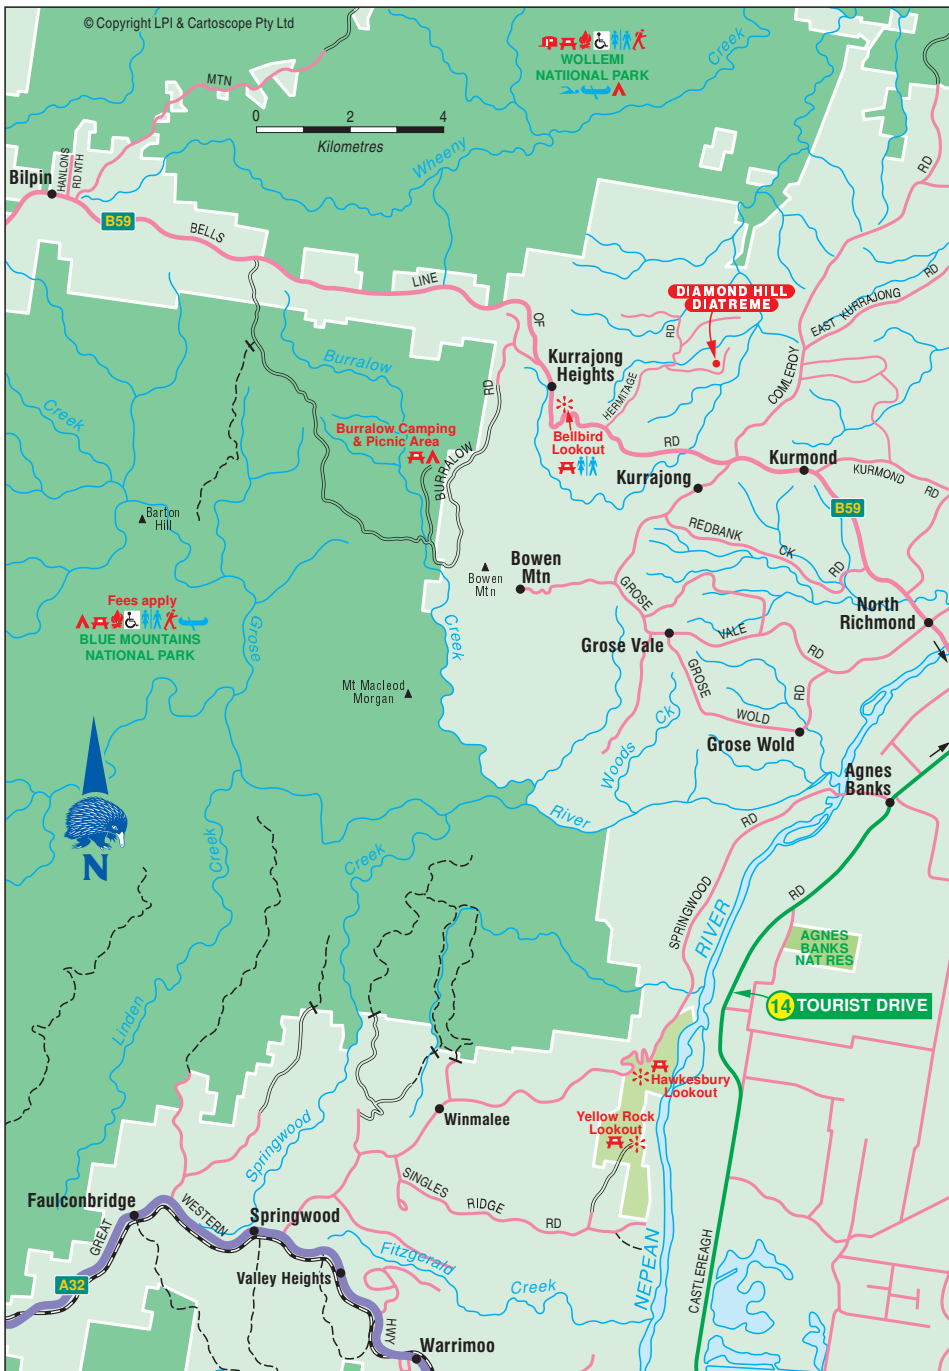 © Copyright LPI & Cartoscope Pty Ltd
WOLLEMI
NATIIONAL PARK
Creek
MTN
0 2 4
Kilometres
Wheeny
HANLONS
RD NTH
Bilpin
B59
BELLS
LINE
OF
RD
RD
EAST KURRAJONG
DIAMOND HILL
DIATREME
RD
COMLEROY
HERMITAGE
Kurrajong
Heights
Burralow
RD
Creek
Burralow Camping
& Picnic Area
BURRALOW
Bellbird
Lookout
RD
Kurmond
KURMOND
RD
Kurrajong
B59
REDBANK
CK
RD
Barton
Hill
Bowen
Mtn
Bowen
Mtn
GROSE
North
Richmond
Fees apply
BLUE MOUNTAINS
NATIONAL PARK
Grose
Creek
Grose Vale
VALE
RD
GROSE
WOLD
RD
Mt Macleod
Morgan
Woods
Ck
Grose Wold
Agnes
Banks
River
RD
N
Creek
Creek
SPRINGWOOD
RIVER
RD
AGNES
BANKS
NAT RES
14 TOURIST DRIVE
Linden
Hawkesbury
Lookout
Yellow Rock
Lookout
Winmalee
Springwood
SINGLES
RIDGE
RD
Faulconbridge
GREAT
WESTERN
Springwood
Fitzgerald
Creek
NEPEAN
CASTLEREAGH
Valley Heights
A32
HWY
Warrimoo